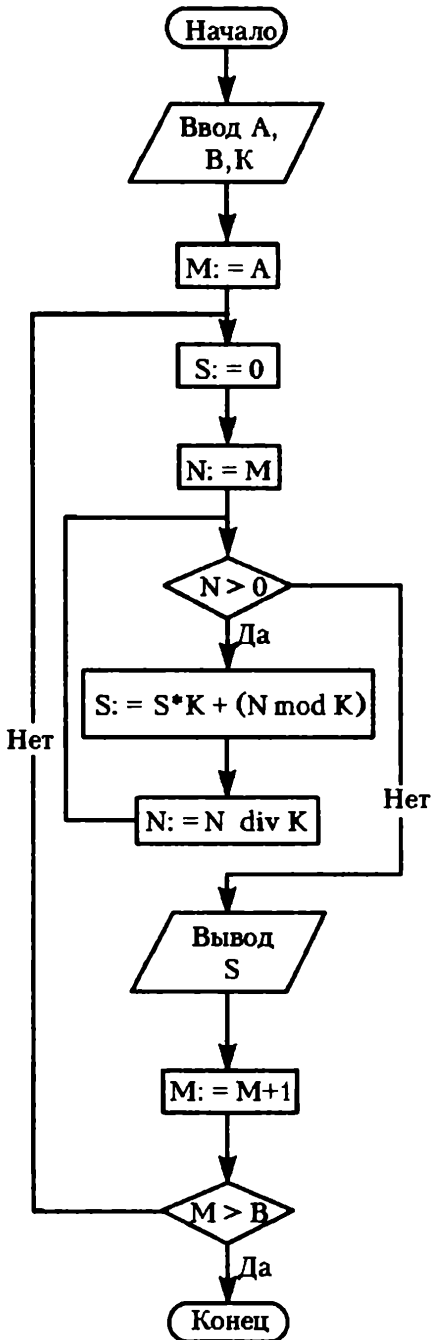 Начало
Ввод A,
B,K
M: = A
S: = 0
N: = M
N > 0
Да
S: = S*K + (N mod K)
Нет
Нет
N: = N div K
Вывод
S
M: = M+1
M > B
Да
Конец